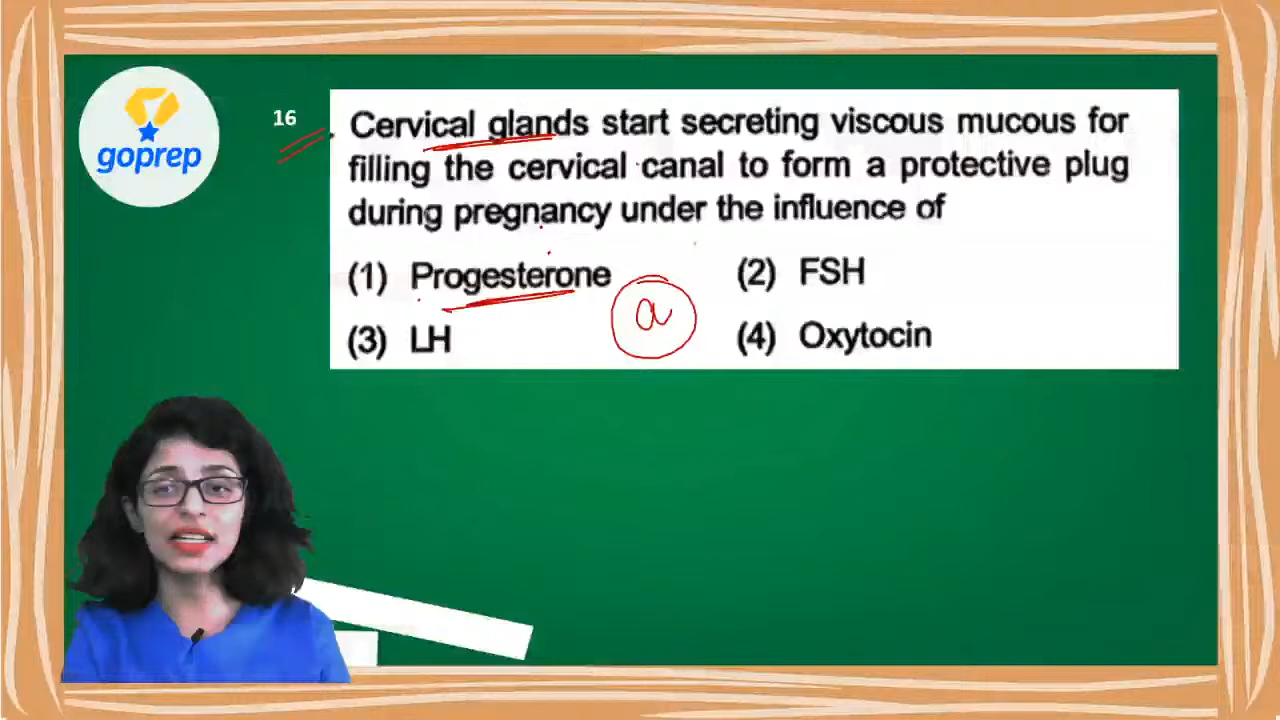 goprep
16
Cervical glands start secreting viscous mucous for
filling the cervical canal to form a protective plug
during pregnancy under the influence of
(1) Progesterone (2) FSH
a
(3) LH (4) Oxytocin